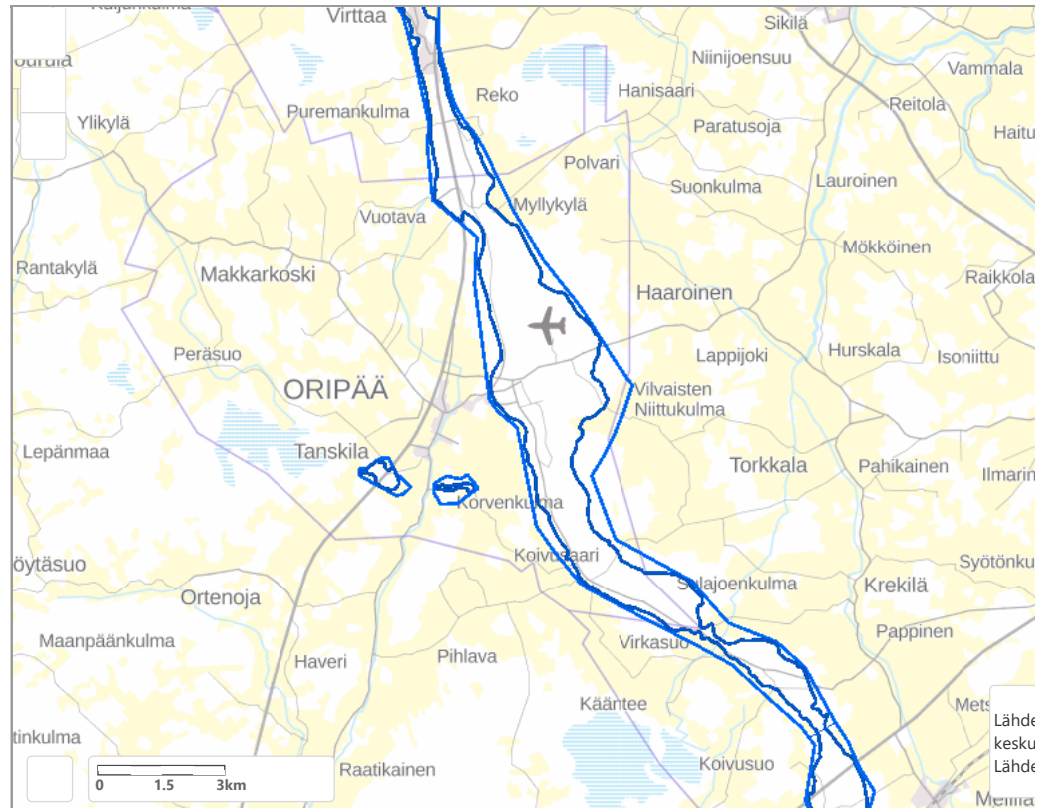 Virttaa
Sikilä
Niinijoensuu
Vammala
Reko
Hanisaari
Reitola
Puremankulma
Ylikylä
Paratusoja
Polvari
Lauroinen
Suonkulma
Myllykylä
Vuotava
Mökköinen
Rantakylä
Makkarkoski
Raikkola
Haaroinen
Peräsuo
Lappijoki
Hurskala
Isoniittu
ORIPÄÄ
Vilvaisten
Niittukulma
Lepänmaa
Tanskila
Torkkala
Pahikainen
Korvenkulma
Koivusaari
Sulajoenkulma
Krekilä
Ortenoja
Maanpäänkulma
Virkasuo
Pappinen
Haveri
Pihlava
Kääntee
Koivusuo
Raatikainen
0 1.5 3km